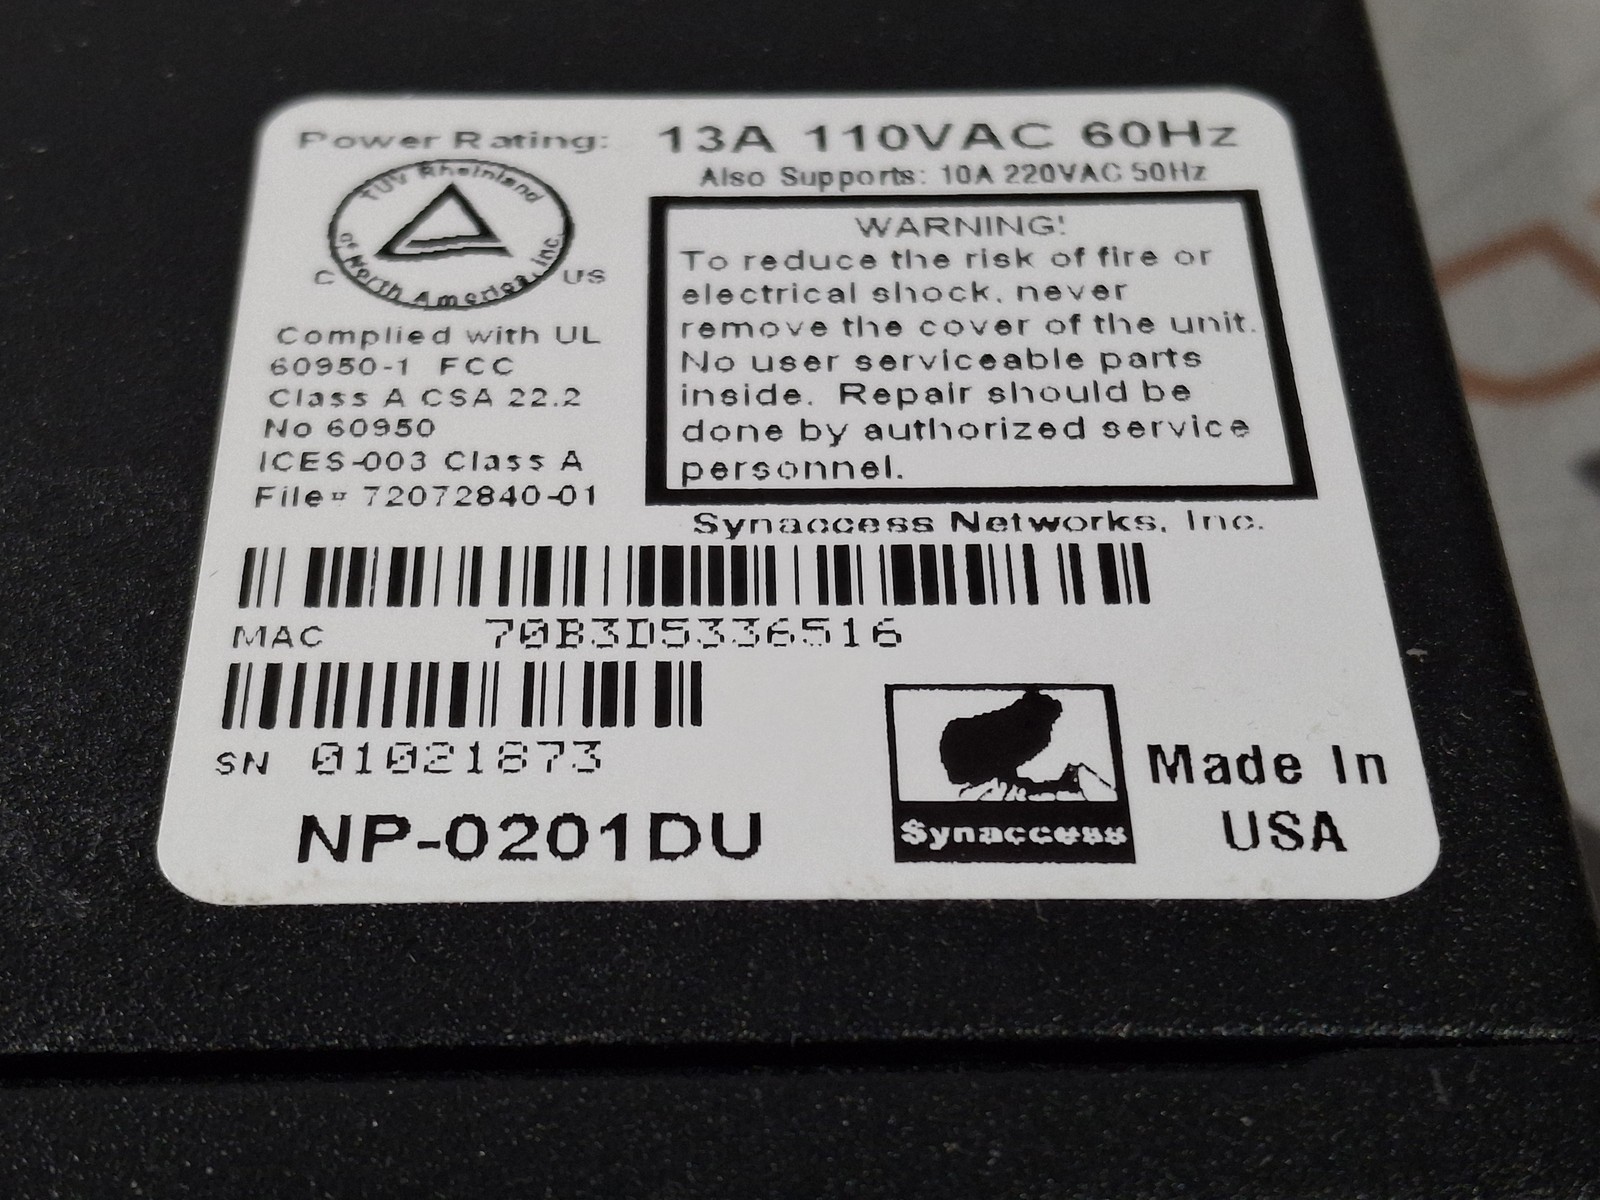 Power Rating: 13A 110VAC 60Hz
Also Supports: 10A 220VAC 50Hz
TUV Rheinland
of North America, Inc.
C US
Complied with UL
60950-1 FCC
Class A CSA 22.2
No 60950
ICES-003 Class A
File# 72072840-01
WARNING!
To reduce the risk of fire or
electrical shock, never
remove the cover of the unit.
No user serviceable parts
inside. Repair should be
done by authorized service
personnel.
Synaccess Networks, Inc.
MAC 70B3D5336516
SN 01021873
NP-0201DU
Synaccess
Made In
USA